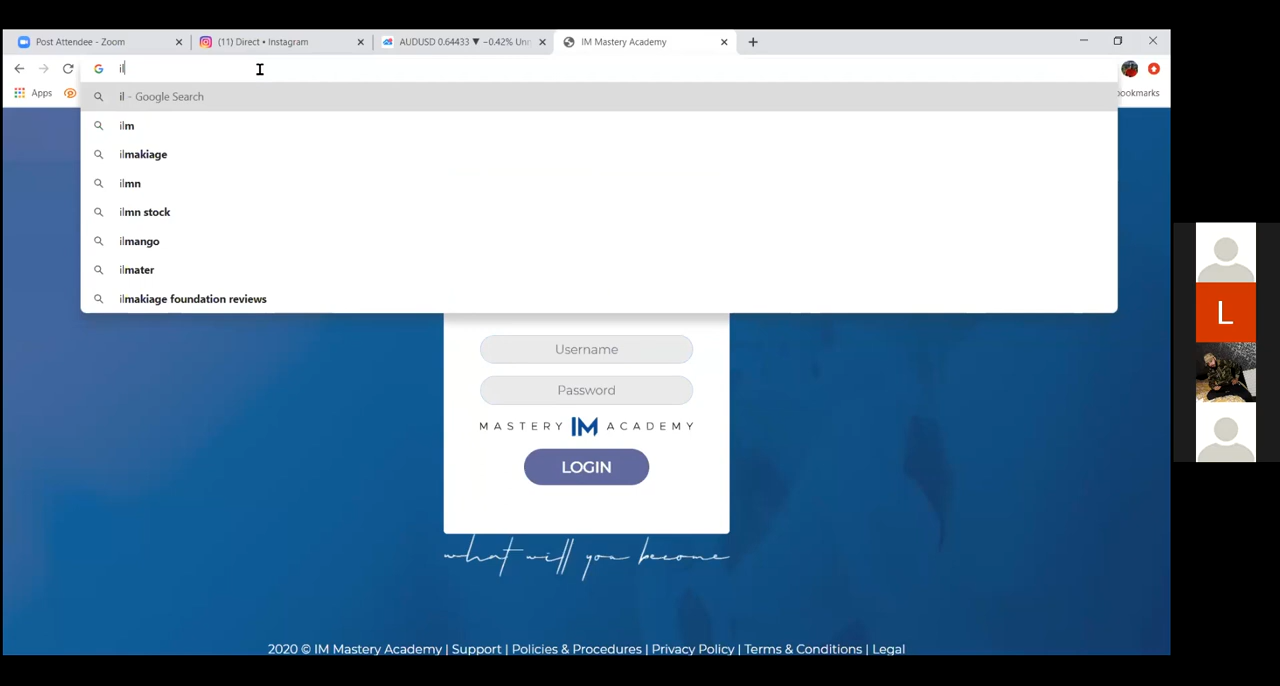 Post Attendee - Zoom
(11) Direct • Instagram
AUDUSD 0.64433 ▼ −0.42% Unn
IM Mastery Academy
il
Apps
bookmarks
il - Google Search
ilm
ilmakiage
ilmn
ilmn stock
ilmango
ilmater
ilmakiage foundation reviews
Username
Password
MASTERY IM ACADEMY
LOGIN
what will you become
2020 © IM Mastery Academy | Support | Policies & Procedures | Privacy Policy | Terms & Conditions | Legal
L